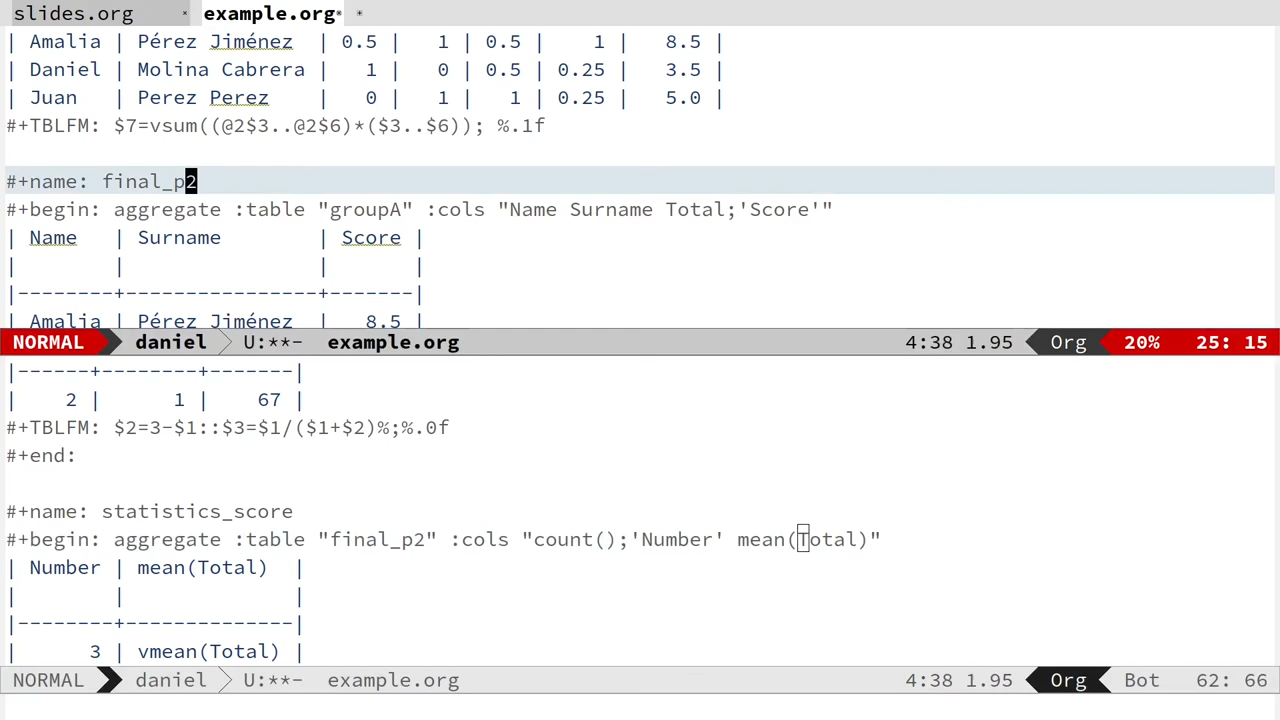 slides.org * example.org* *
| Amalia | Pérez Jiménez | 0.5 | 1 | 0.5 | 1 | 8.5 |
| Daniel | Molina Cabrera | 1 | 0 | 0.5 | 0.25 | 3.5 |
| Juan | Perez Perez | 0 | 1 | 1 | 0.25 | 5.0 |
#+TBLFM: $7=vsum((@2$3..@2$6)*($3..$6)); %.1f
#+name: final_p2
#+begin: aggregate :table "groupA" :cols "Name Surname Total;'Score'"
| Name | Surname | Score |
| | | |
|--------+----------------+-------|
| Amalia | Pérez Jiménez | 8.5 |
NORMAL daniel U:**- example.org 4:38 1.95 Org 20% 25: 15
|------+--------+-------|
| 2 | 1 | 67 |
#+TBLFM: $2=3-$1::$3=$1/($1+$2)%;%.0f
#+end:
#+name: statistics_score
#+begin: aggregate :table "final_p2" :cols "count();'Number' mean(Total)"
| Number | mean(Total) |
| | |
|--------+--------------|
| 3 | vmean(Total) |
NORMAL daniel U:**- example.org 4:38 1.95 Org Bot 62: 66